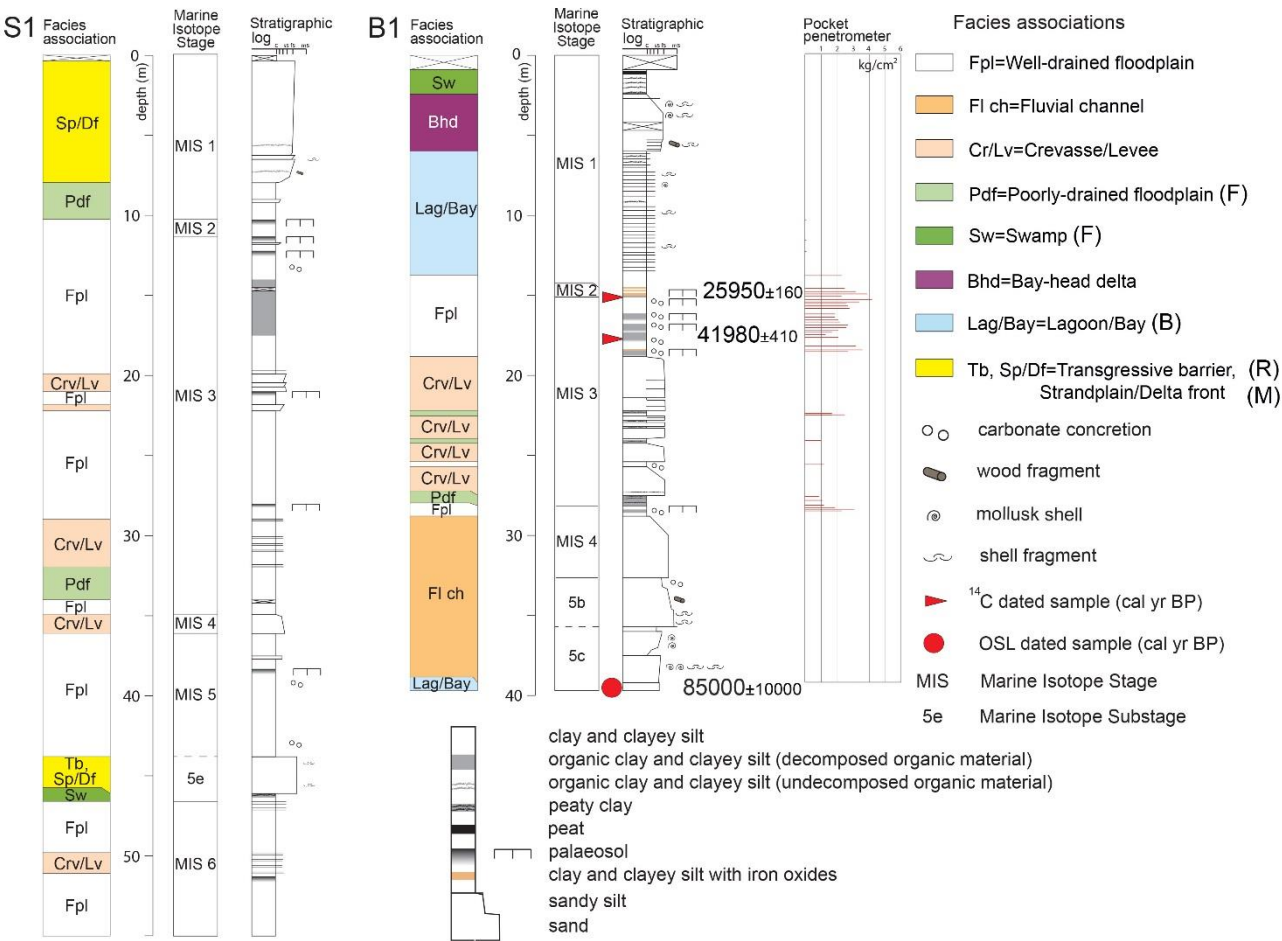 S1
Facies
association
Marine
Isotope
Stage
Stratigraphic
log
depth (m)
0
10
20
30
40
50
Sp/Df
Pdf
Fpl
Crv/Lv
Fpl
Fpl
Crv/Lv
Pdf
Fpl
Crv/Lv
Fpl
Tb,
Sp/Df
Sw
Fpl
Crv/Lv
Fpl
MIS 1
MIS 2
MIS 3
MIS 4
MIS 5
5e
MIS 6
B1
Facies
association
Marine
Isotope
Stage
Stratigraphic
log
depth (m)
0
10
20
30
40
Sw
Bhd
Lag/Bay
Fpl
Crv/Lv
Crv/Lv
Crv/Lv
Crv/Lv
Pdf
Fpl
Fl ch
Lag/Bay
MIS 1
MIS 2
MIS 3
MIS 4
5b
5c
25950±160
41980±410
85000±10000
Pocket
penetrometer
1 2 3 4 5 6
kg/cm2
Facies associations
Fpl=Well-drained floodplain
Fl ch=Fluvial channel
Cr/Lv=Crevasse/Levee
Pdf=Poorly-drained floodplain (F)
Sw=Swamp (F)
Bhd=Bay-head delta
Lag/Bay=Lagoon/Bay (B)
Tb, Sp/Df=Transgressive barrier, (R)
Strandplain/Delta front (M)
carbonate concretion
wood fragment
mollusk shell
shell fragment
14C dated sample (cal yr BP)
OSL dated sample (cal yr BP)
MIS Marine Isotope Stage
5e Marine Isotope Substage
clay and clayey silt
organic clay and clayey silt (decomposed organic material)
organic clay and clayey silt (undecomposed organic material)
peaty clay
peat
palaeosol
clay and clayey silt with iron oxides
sandy silt
sand